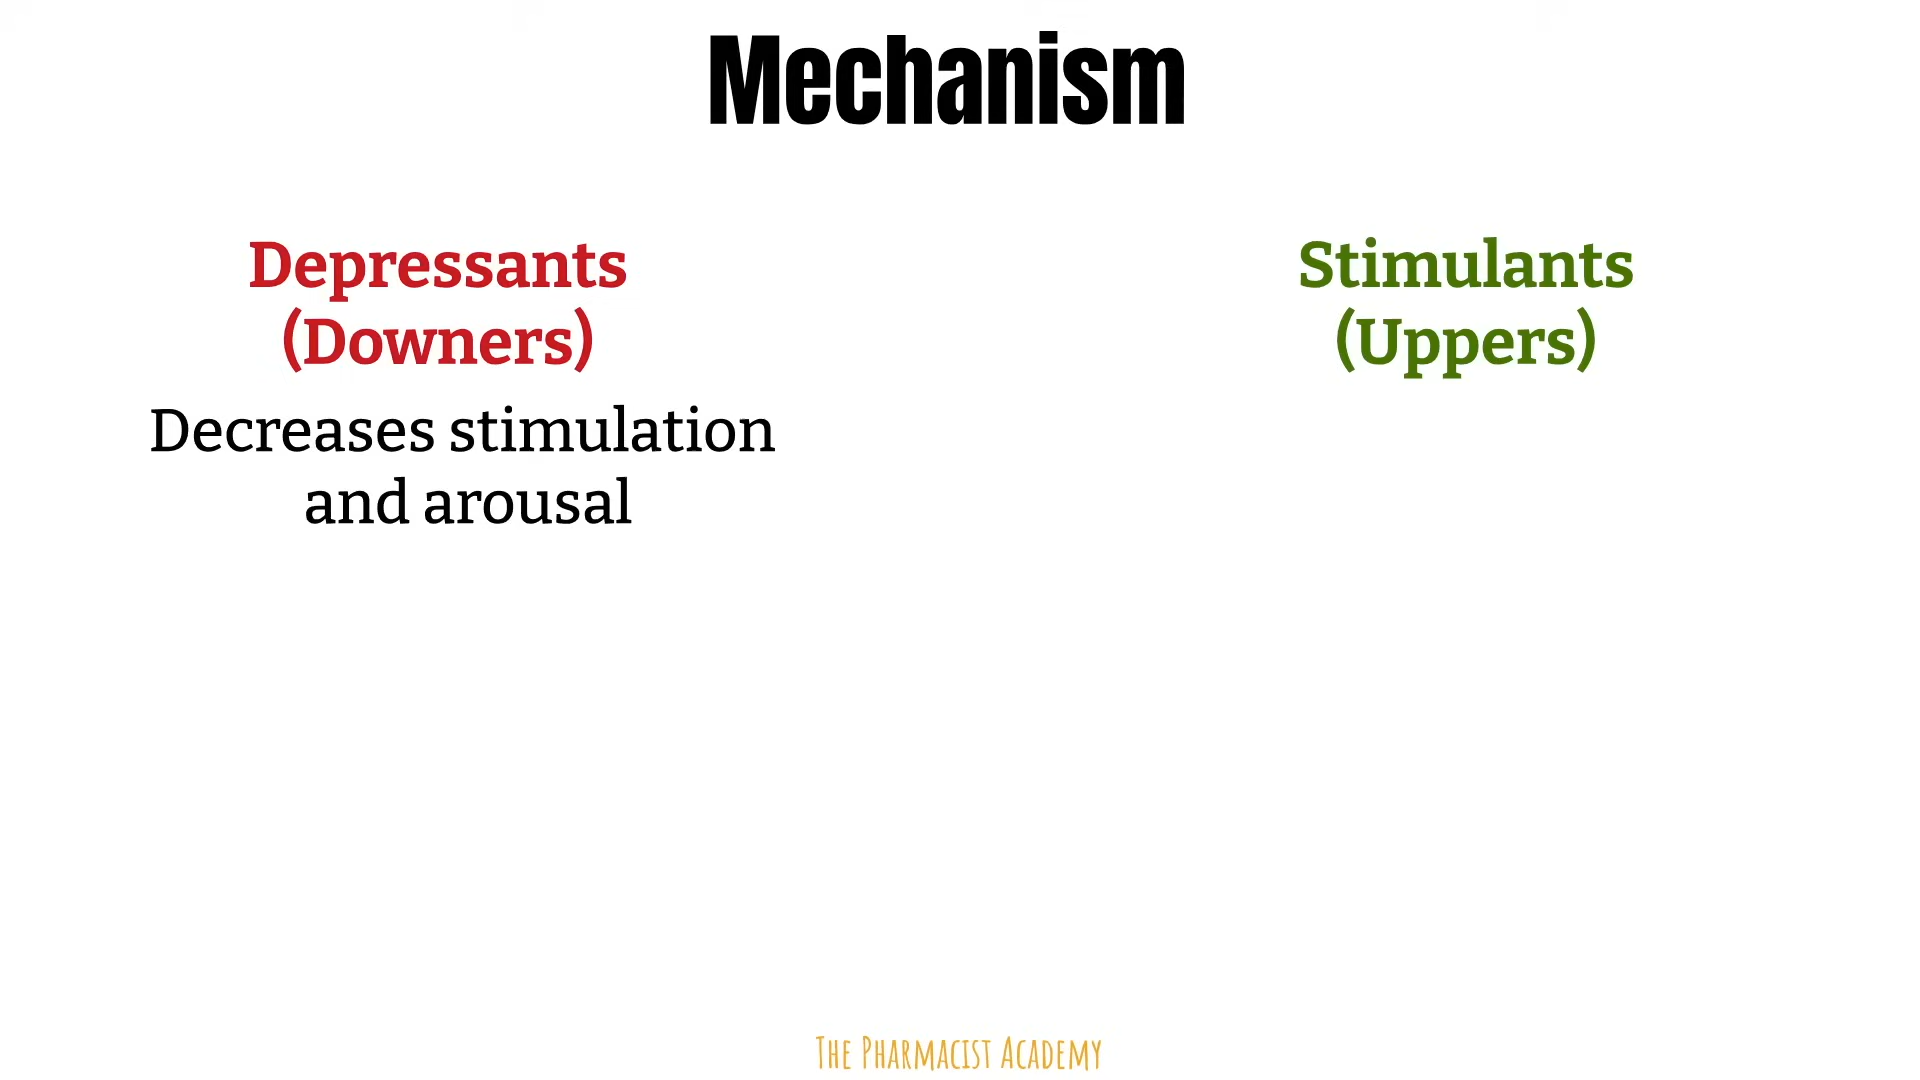 Mechanism
Depressants
(Downers)
Decreases stimulation
and arousal
Stimulants
(Uppers)
The Pharmacist Academy